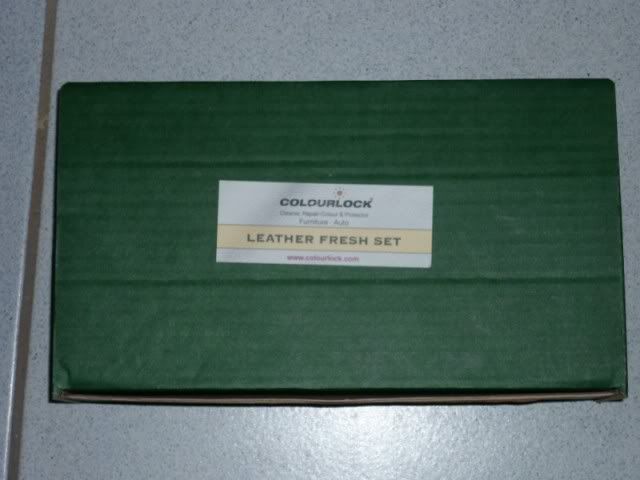 COLOURLOCK
Cleaner, Repair-Colour & Protector
Furniture - Auto
LEATHER FRESH SET
www.colourlock.com